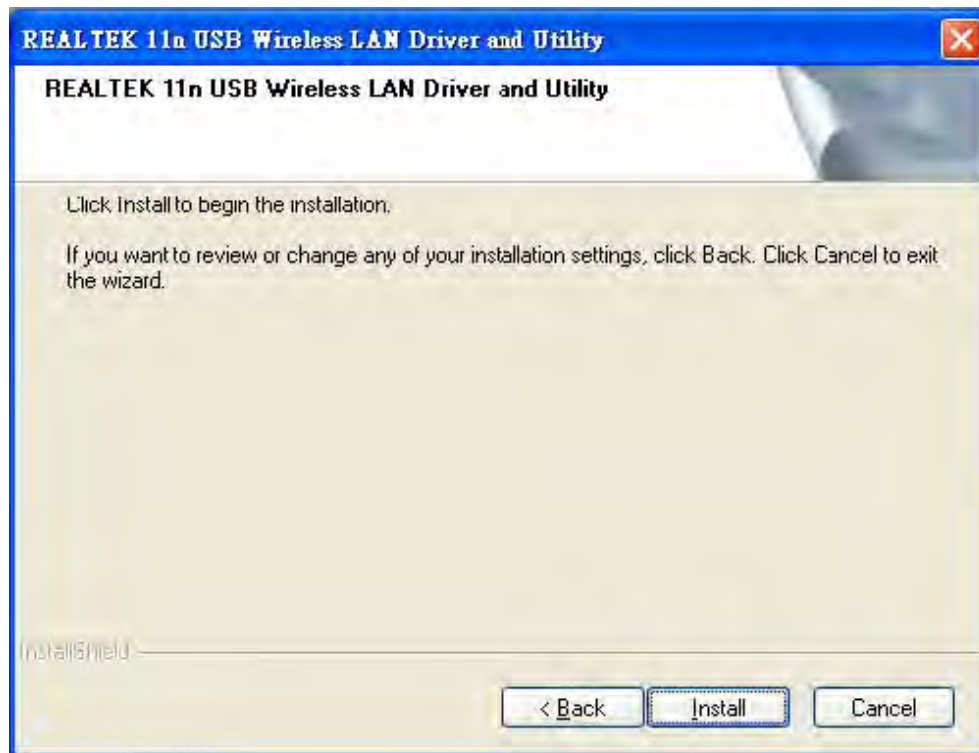 REALTEK 11n USB Wireless LAN Driver and Utility
REALTEK 11n USB Wireless LAN Driver and Utility
Click Install to begin the installation.
If you want to review or change any of your installation settings, click Back. Click Cancel to exit
the wizard.
InstallShield
< Back
Install
Cancel